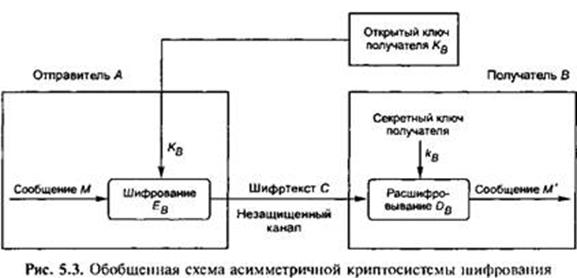 Открытый ключ
получателя K_B
Отправитель A
Получатель B
Секретный ключ
получателя
K_B
k_B
Сообщение M
Шифрование
E_B
Шифртекст C
Незащищенный
канал
Расшифро-
вывание D_B
Сообщение M'
Рис. 5.3. Обобщенная схема асимметричной криптосистемы шифрования